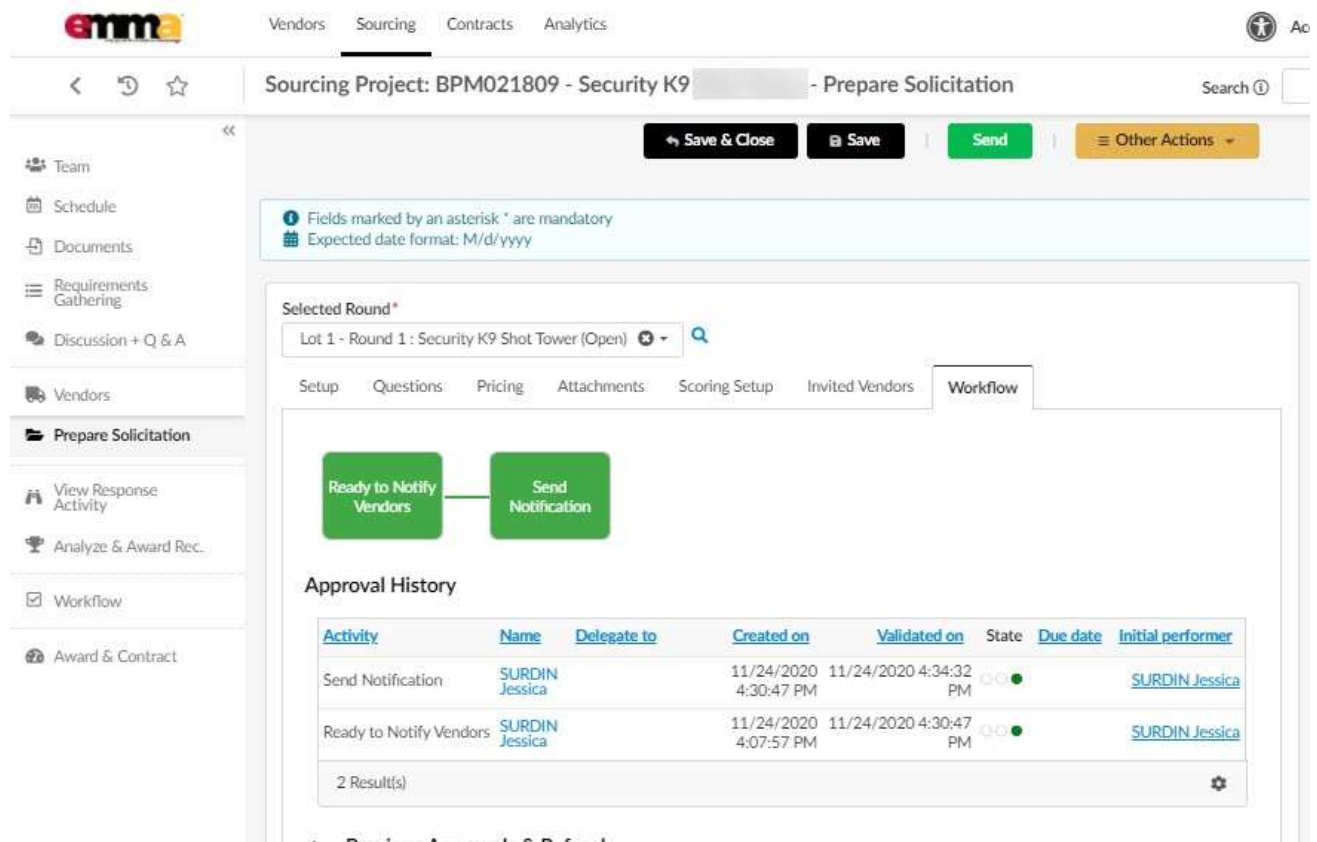 emma
Vendors Sourcing Contracts Analytics
Sourcing Project: BPM021809 - Security K9 - Prepare Solicitation
Search
Save & Close
Save
Send
Other Actions
Team
Schedule
Documents
Requirements
Gathering
Discussion + Q & A
Vendors
Prepare Solicitation
View Response
Activity
Analyze & Award Rec.
Workflow
Award & Contract
Fields marked by an asterisk * are mandatory
Expected date format: M/d/yyyy
Selected Round*
Lot 1 - Round 1 : Security K9 Shot Tower (Open)
Setup Questions Pricing Attachments Scoring Setup Invited Vendors Workflow
Ready to Notify
Vendors
Send
Notification
Approval History
Activity Name Delegate to Created on Validated on State Due date Initial performer
Send Notification SURDIN Jessica 11/24/2020 4:30:47 PM 11/24/2020 4:34:32 PM SURDIN Jessica
Ready to Notify Vendors SURDIN Jessica 11/24/2020 4:07:57 PM 11/24/2020 4:30:47 PM SURDIN Jessica
2 Result(s)